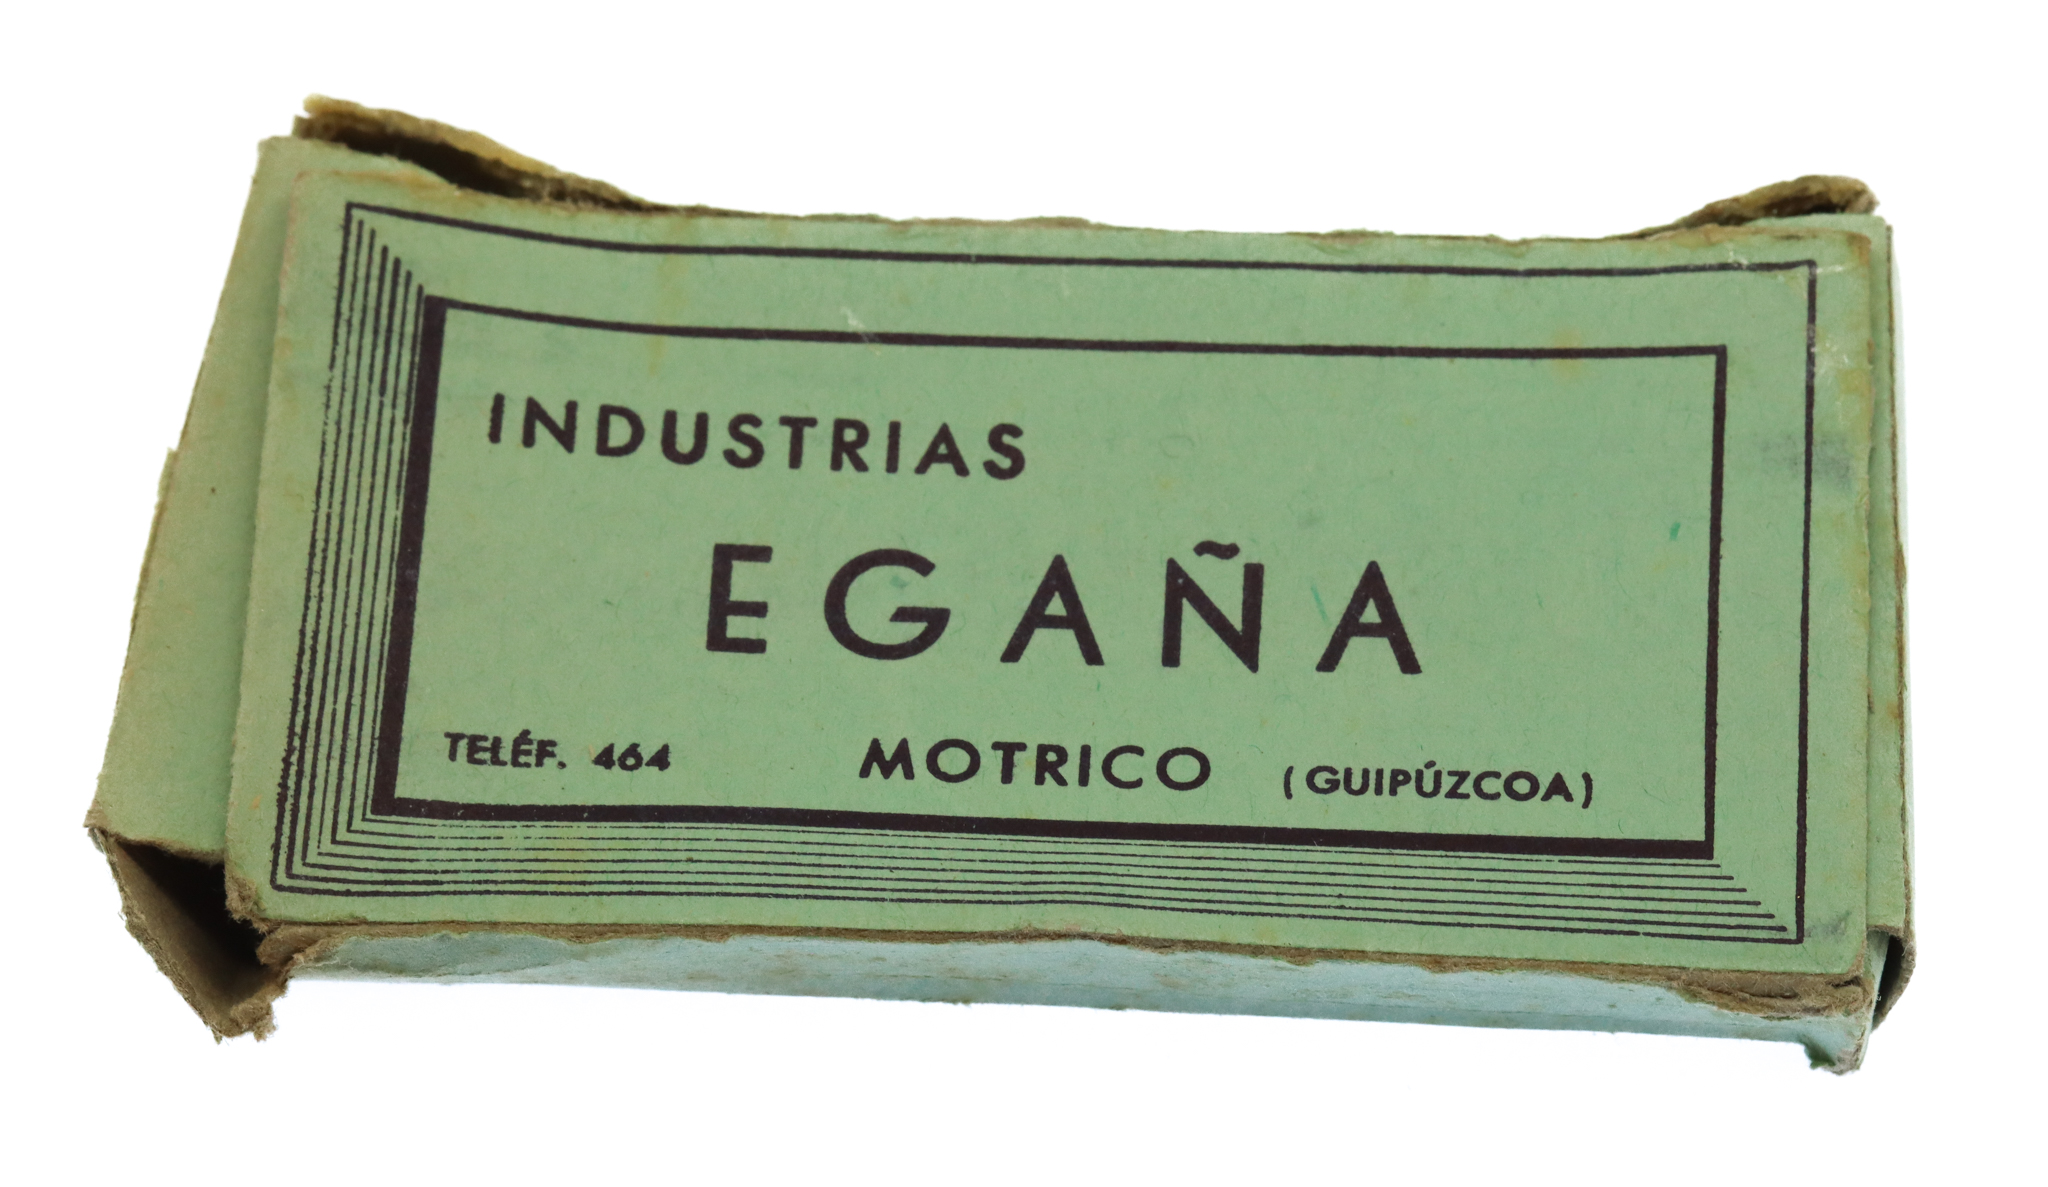 INDUSTRIAS
EGAÑA
TELÉF. 464 MOTRICO (GUIPÚZCOA)